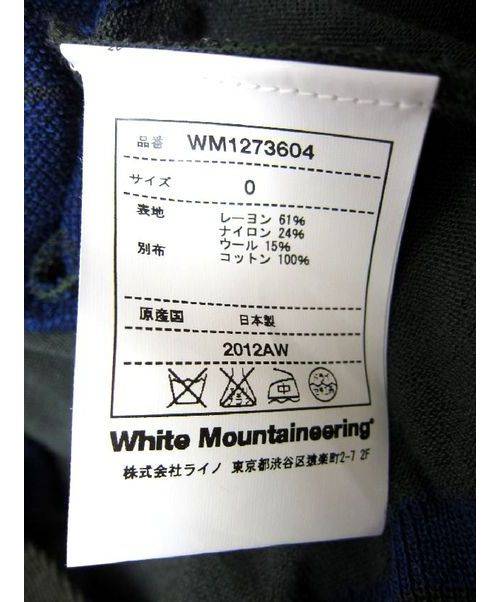 品番 WM1273604
サイズ 0
表地 レーヨン 61%
ナイロン 24%
ウール 15%
別布 コットン 100%
原産国 日本製
2012AW
中
White Mountaineering®
株式会社ライノ 東京都渋谷区猿楽町2-7 2F